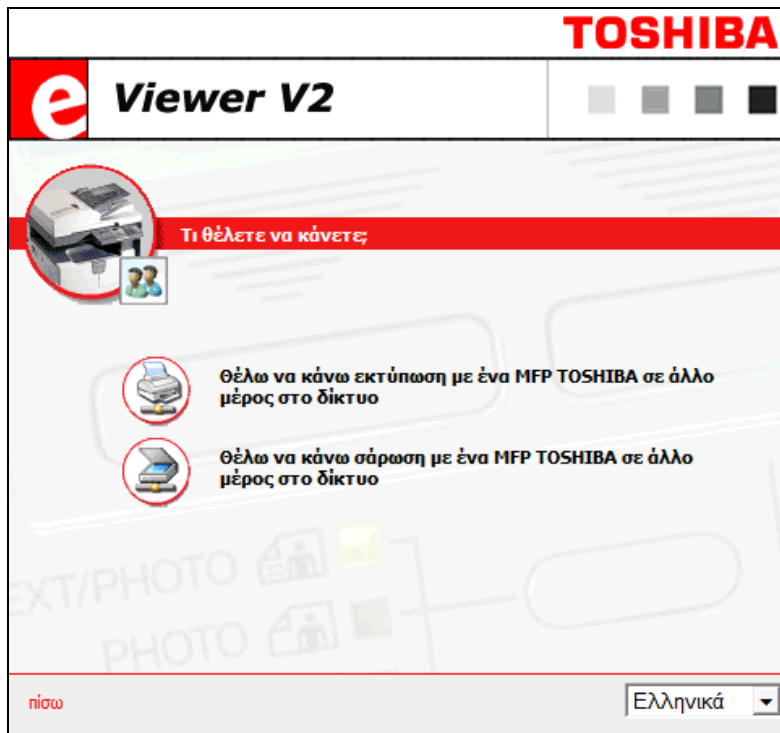 TOSHIBA
e Viewer V2
Τι θέλετε να κάνετε;
Θέλω να κάνω εκτύπωση με ένα MFP TOSHIBA σε άλλο
μέρος στο δίκτυο
Θέλω να κάνω σάρωση με ένα MFP TOSHIBA σε άλλο
μέρος στο δίκτυο
EXT/PHOTO
PHOTO
πίσω
Ελληνικά